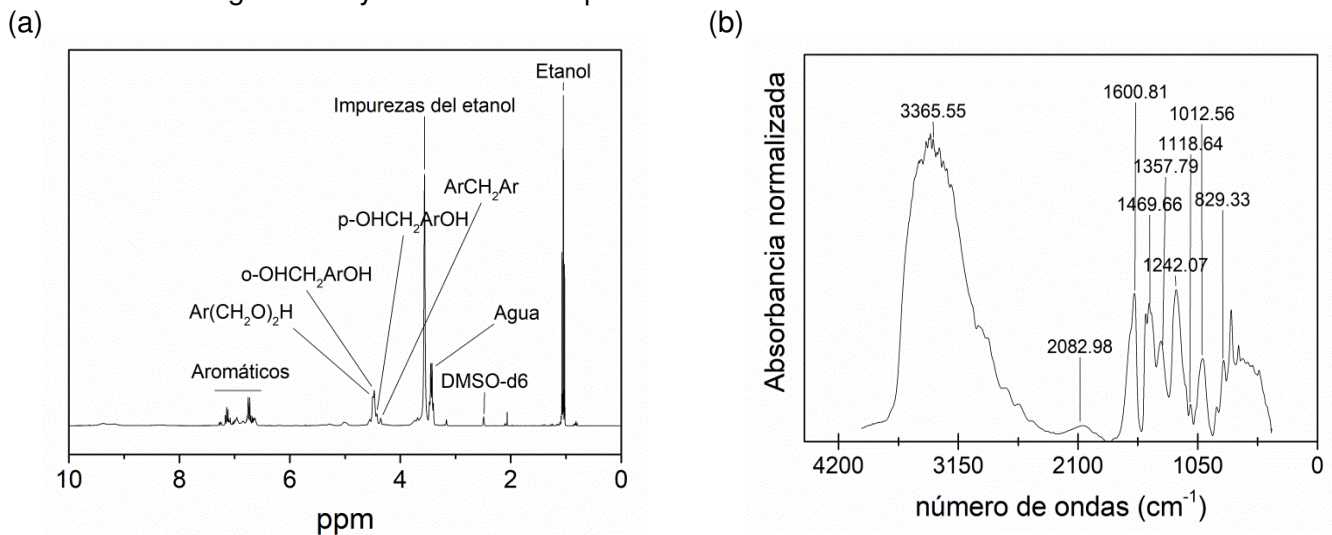 (a)
Etanol
Impurezas del etanol
ArCH2Ar
p-OHCH2ArOH
o-OHCH2ArOH
Ar(CH2O)2H
Agua
Aromáticos
DMSO-d6
10
8
6
4
2
0
ppm
(b)
Absorbancia normalizada
3365.55
1600.81
1012.56
1118.64
1357.79
1469.66
829.33
1242.07
2082.98
4200
3150
2100
1050
0
número de ondas (cm-1)